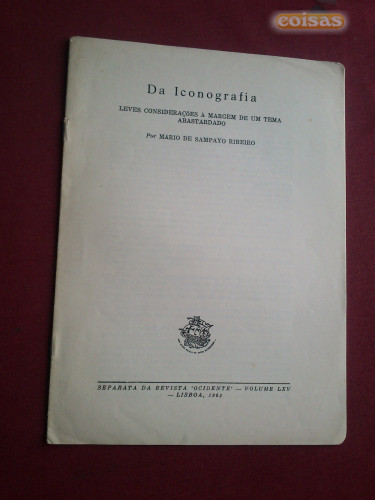 coisas
Da Iconografia
LEVES CONSIDERAÇÕES A MARGEM DE UM TEMA
ABASTARDADO
Por MARIO DE SAMPAYO RIBEIRO
SEPARATA DA REVISTA 'OCIDENTE' — VOLUME LXV
— LISBOA, 1963